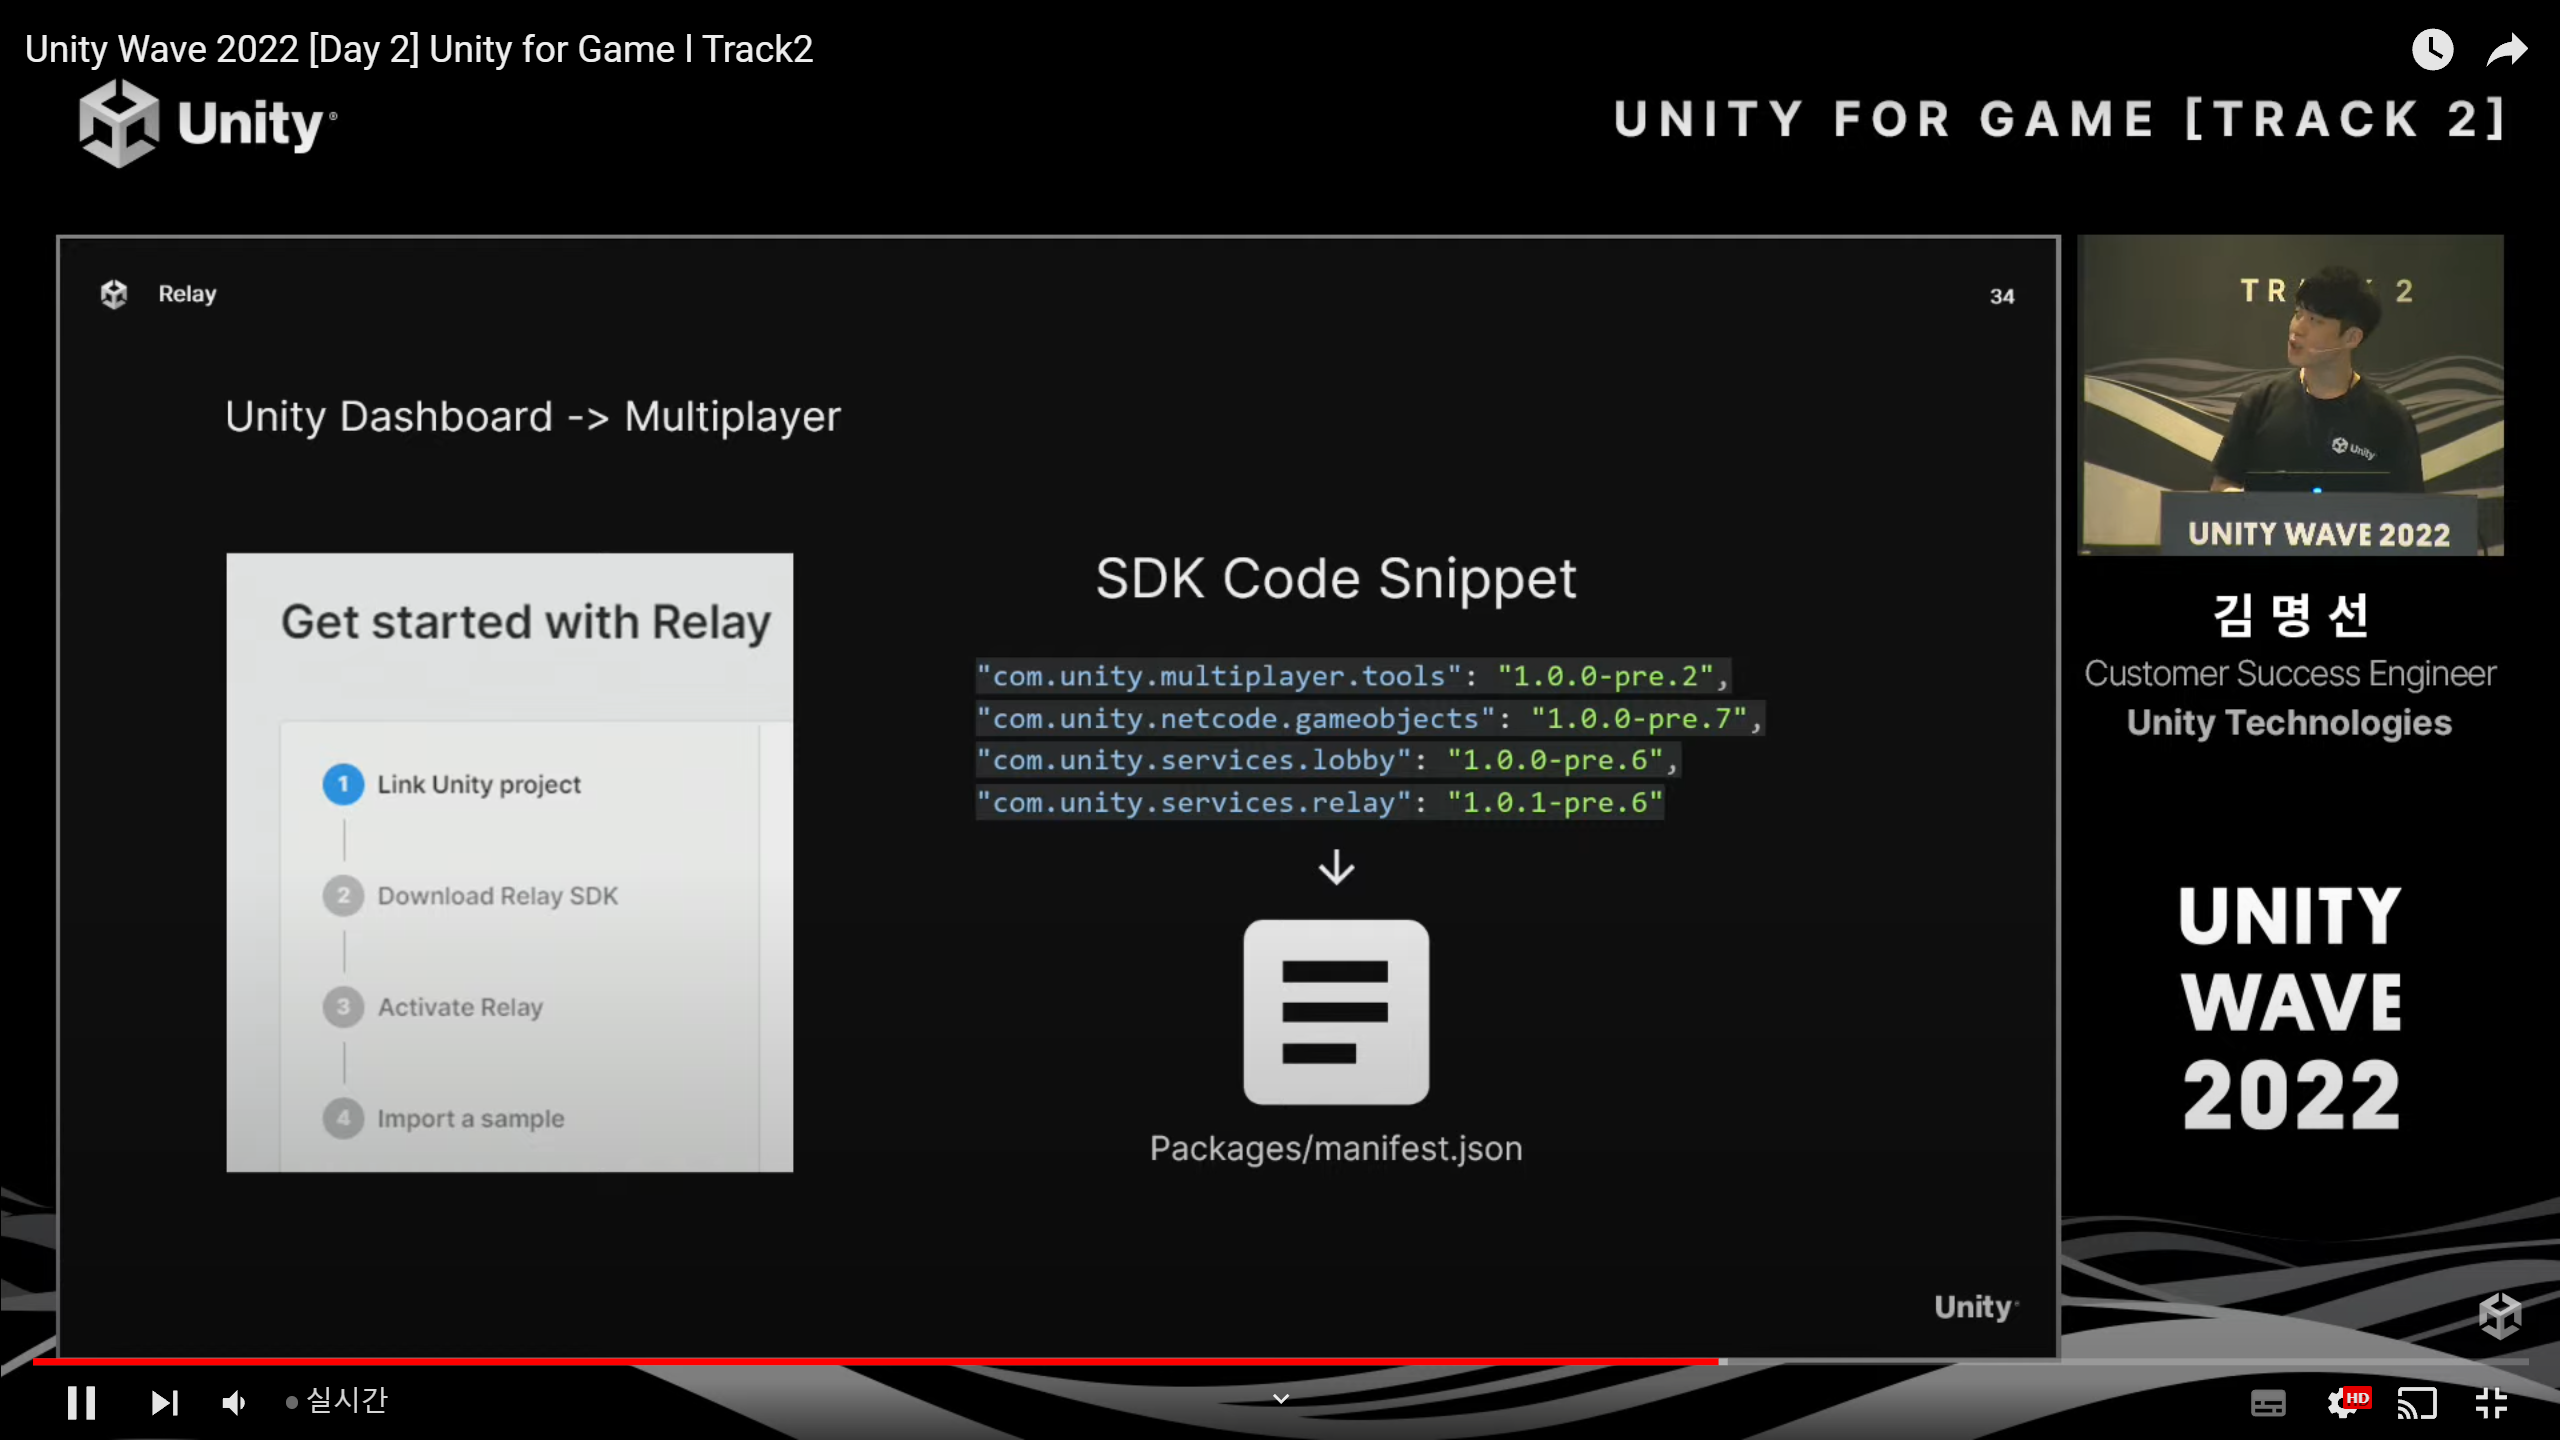 Unity Wave 2022 [Day 2] Unity for Game l Track2
Unity
UNITY FOR GAME [TRACK 2]
Relay
34
Unity Dashboard -> Multiplayer
Get started with Relay
1 Link Unity project
2 Download Relay SDK
3 Activate Relay
4 Import a sample
SDK Code Snippet
"com.unity.multiplayer.tools": "1.0.0-pre.2",
"com.unity.netcode.gameobjects": "1.0.0-pre.7",
"com.unity.services.lobby": "1.0.0-pre.6",
"com.unity.services.relay": "1.0.1-pre.6"
Packages/manifest.json
Unity
2
Unity
UNITY WAVE 2022
김명선
Customer Success Engineer
Unity Technologies
UNITY
WAVE
2022
실시간
HD